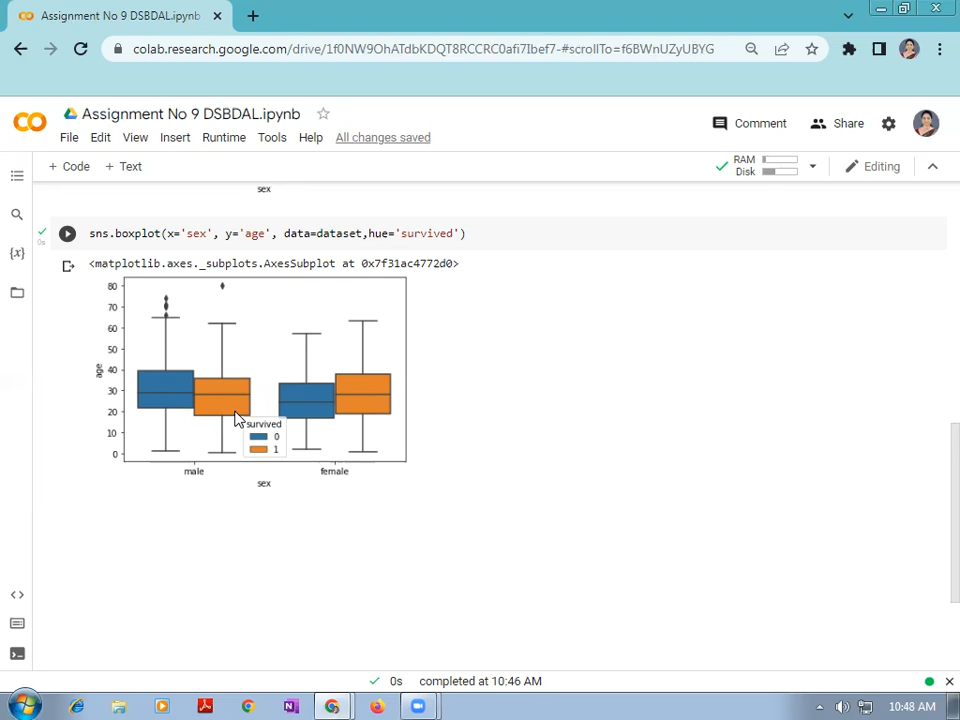 Assignment No 9 DSBDAL.ipynb
colab.research.google.com/drive/1f0NW9OhATdbKDQT8RCCRC0afi7Ibef7-#scrollTo=f6BWnUZyUBYG
Assignment No 9 DSBDAL.ipynb
Comment
Share
File Edit View Insert Runtime Tools Help All changes saved
+ Code + Text
RAM
Disk
Editing
sex
sns.boxplot(x='sex', y='age', data=dataset,hue='survived')
0s
<matplotlib.axes._subplots.AxesSubplot at 0x7f31ac4772d0>
80
70
60
50
40
30
20
10
0
age
survived
0
1
male female
sex
0s completed at 10:46 AM
10:48 AM